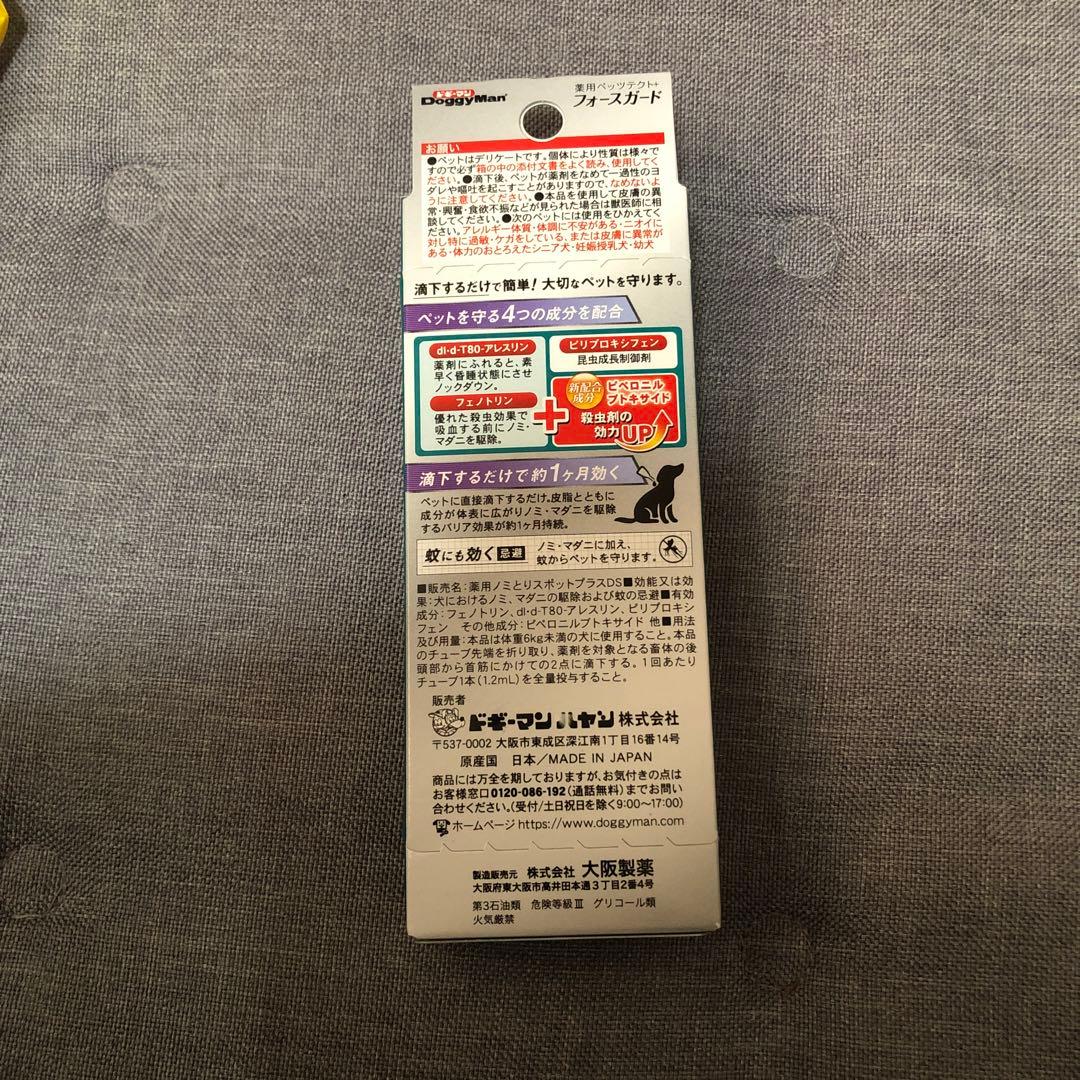 ドギーマン
DoggyMan
薬用ペッツテクト+
フォースガード
お願い
●ペットはデリケートです。個体により性質は様々で
すので必ず箱の中の添付文書をよく読み、使用してく
ださい。●滴下後、ペットが薬剤をなめて一過性のヨ
ダレや嘔吐を起こすことがありますので、なめないよ
うに注意してください。●本品を使用して皮膚の異
常・興奮・食欲不振などが見られた場合は獣医師に相
談してください。●次のペットには使用をひかえてく
ださい。アレルギー体質・体調に不安がある・ニオイに
対し特に過敏・ケガをしている、または皮膚に異常が
ある・体力のおとろえたシニア犬・妊娠授乳犬・幼犬
滴下するだけで簡単!大切なペットを守ります。
ペットを守る4つの成分を配合
dl・d-T80-アレスリン
薬剤にふれると、素
早く昏睡状態にさせ
ノックダウン。
フェノトリン
優れた殺虫効果で
吸血する前にノミ・
マダニを駆除。
ピリプロキシフェン
昆虫成長制御剤
+
新配合
成分
ピペロニル
ブトキサイド
殺虫剤の
効力UP
滴下するだけで約1ヶ月効く
ペットに直接滴下するだけ。皮脂とともに
成分が体表に広がりノミ・マダニを駆除
するバリア効果が約1ヶ月持続。
蚊にも効く 忌避
ノミ・マダニに加え、
蚊からペットを守ります。
■販売名:薬用ノミとりスポットプラスDS■効能又は効
果:犬におけるノミ、マダニの駆除および蚊の忌避■有効
成分:フェノトリン、dl・d-T80-アレスリン、ピリプロキシ
フェン その他成分:ピペロニルブトキサイド 他■用法
及び用量:本品は体重6kg未満の犬に使用すること。本品
のチューブ先端を折り取り、薬剤を対象となる畜体の後
頭部から首筋にかけての2点に滴下する。1回あたり
チューブ1本(1.2mL)を全量投与すること。
販売者
ドギーマンハヤシ株式会社
〒537-0002 大阪市東成区深江南1丁目16番14号
原産国 日本/MADE IN JAPAN
商品には万全を期しておりますが、お気付きの点は
お客様窓口0120-086-192(通話無料)までお問い
合わせください。(受付/土日祝日を除く9:00〜17:00)
ホームページ https://www.doggyman.com
製造販売元 株式会社 大阪製薬
大阪府東大阪市高井田本通3丁目2番4号
第3石油類 危険等級Ⅲ グリコール類
火気厳禁